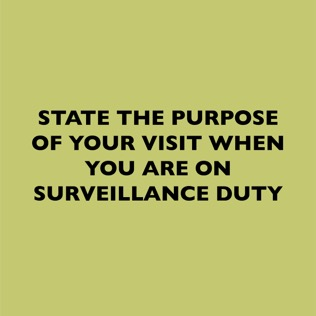 STATE THE PURPOSE
OF YOUR VISIT WHEN
YOU ARE ON
SURVEILLANCE DUTY